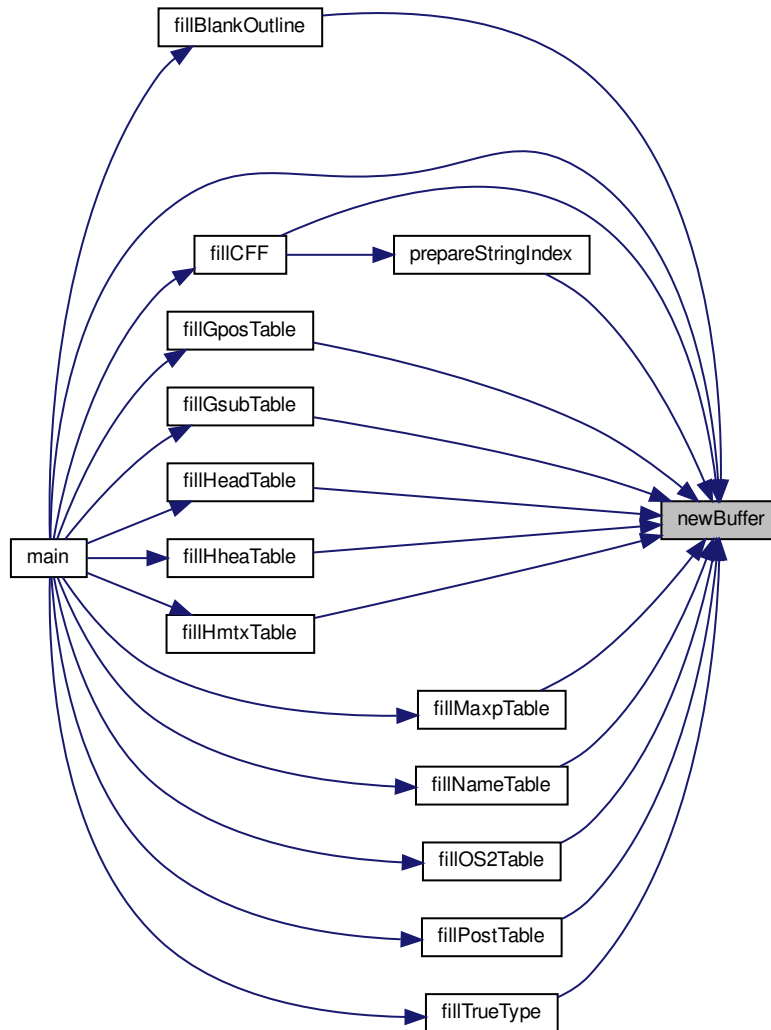 fillBlankOutline
fillCFF
prepareStringIndex
fillGposTable
fillGsubTable
fillHeadTable
newBuffer
main
fillHheaTable
fillHmtxTable
fillMaxpTable
fillNameTable
fillOS2Table
fillPostTable
fillTrueType